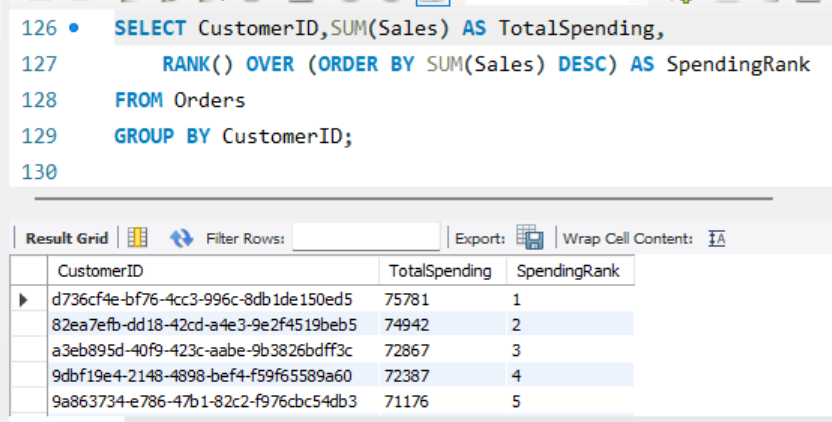 126 SELECT CustomerID,SUM(Sales) AS TotalSpending,
127 RANK() OVER (ORDER BY SUM(Sales) DESC) AS SpendingRank
128 FROM Orders
129 GROUP BY CustomerID;
130
Result Grid Filter Rows: Export: Wrap Cell Content: IA
CustomerID TotalSpending SpendingRank
d736cf4e-bf76-4cc3-996c-8db1de150ed5 75781 1
82ea7efb-dd18-42cd-a4e3-9e2f4519beb5 74942 2
a3eb895d-40f9-423c-aabe-9b3826bdff3c 72867 3
9dbf19e4-2148-4898-bef4-f59f65589a60 72387 4
9a863734-e786-47b1-82c2-f976cbc54db3 71176 5